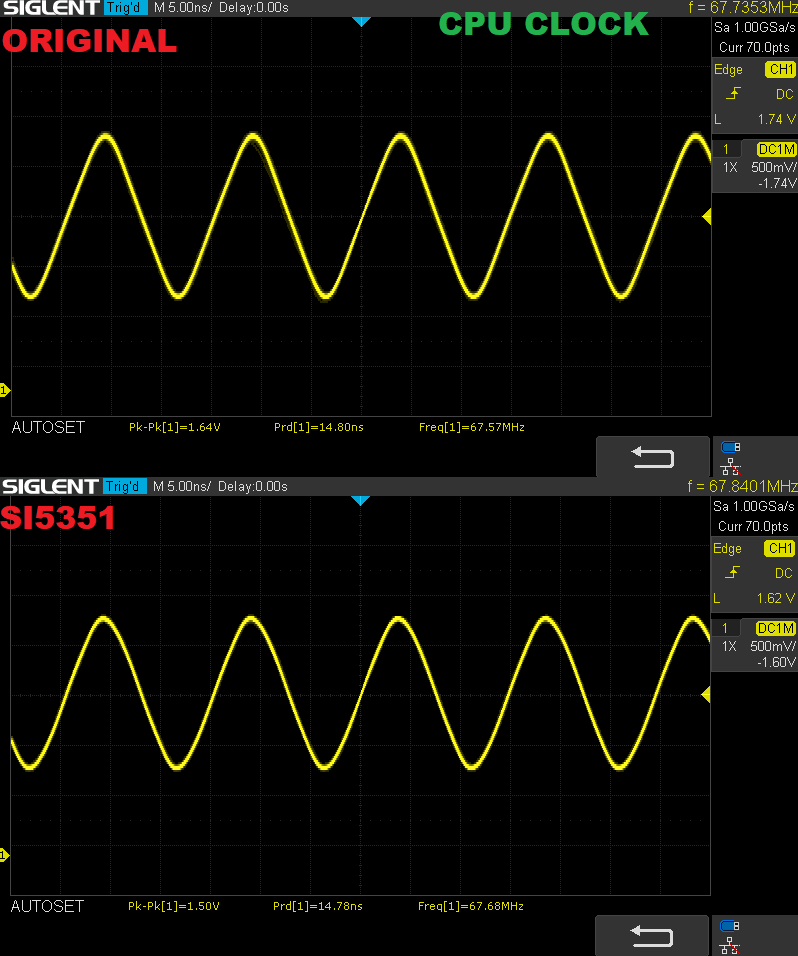 SIGLENT Trig'd M 5.00ns/ Delay:0.00s f = 67.7353MHz
ORIGINAL
CPU CLOCK
Sa 1.00GSa/s
Curr 70.0pts
Edge CH1
DC
L 1.74 V
1 DC1M
1X 500mV/
-1.74V
1
AUTOSET Pk-Pk[1]=1.64V Prd[1]=14.80ns Freq[1]=67.57MHz
SIGLENT Trig'd M 5.00ns/ Delay:0.00s f = 67.8401MHz
SI5351
Sa 1.00GSa/s
Curr 70.0pts
Edge CH1
DC
L 1.62 V
1 DC1M
1X 500mV/
-1.60V
1
AUTOSET Pk-Pk[1]=1.50V Prd[1]=14.78ns Freq[1]=67.68MHz